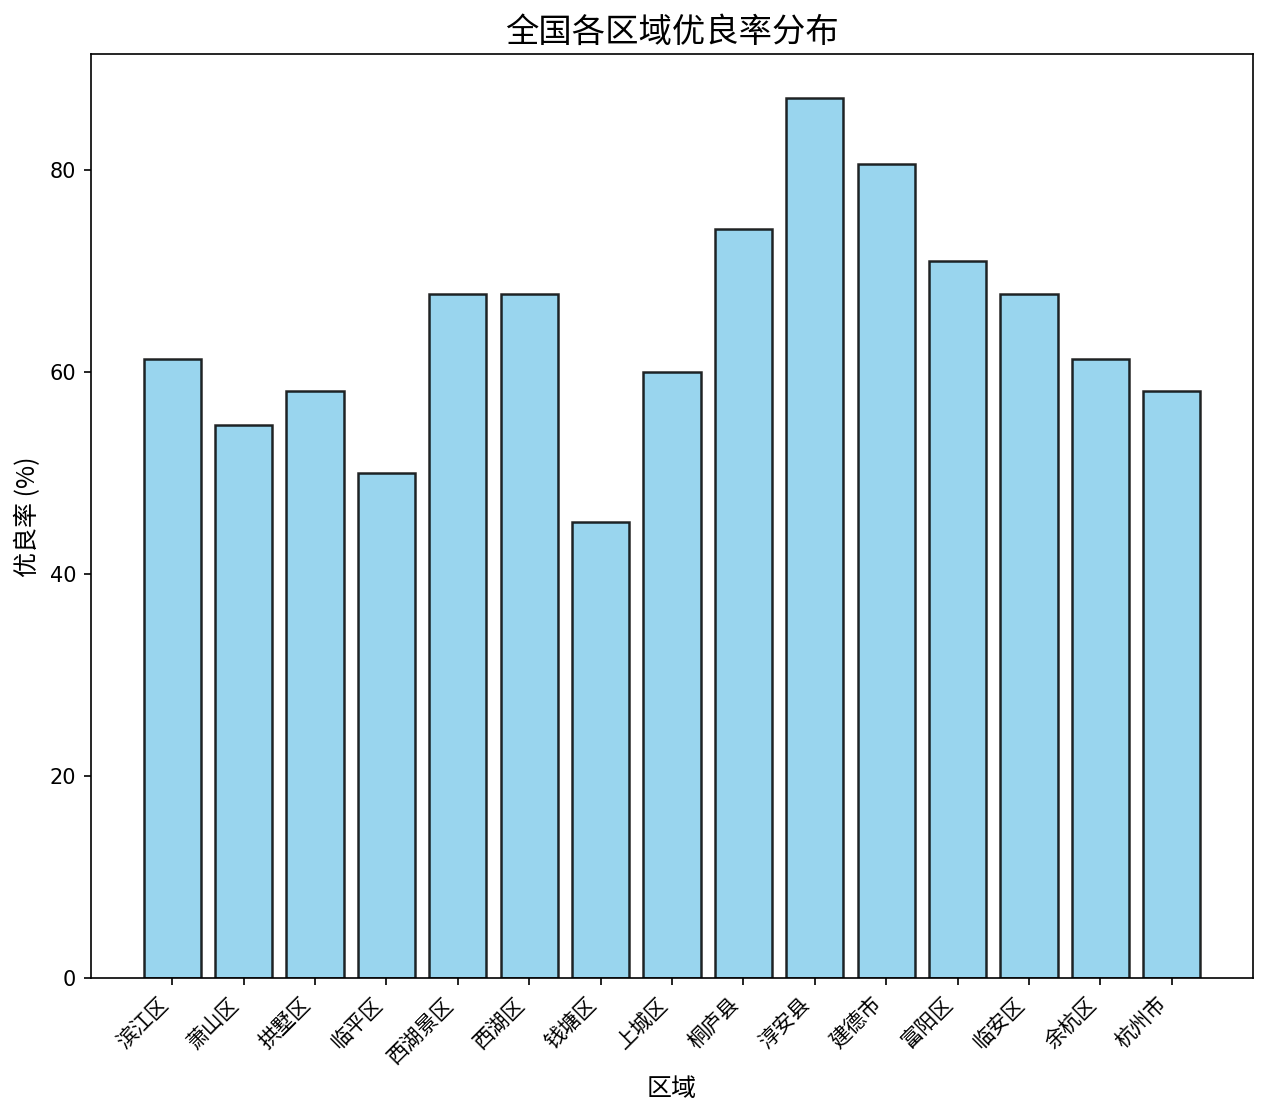 全国各区域优良率分布
优良率 (%)
80
60
40
20
0
滨江区
萧山区
拱墅区
临平区
西湖景区
西湖区
钱塘区
上城区
桐庐县
淳安县
建德市
富阳区
临安区
余杭区
杭州市
区域